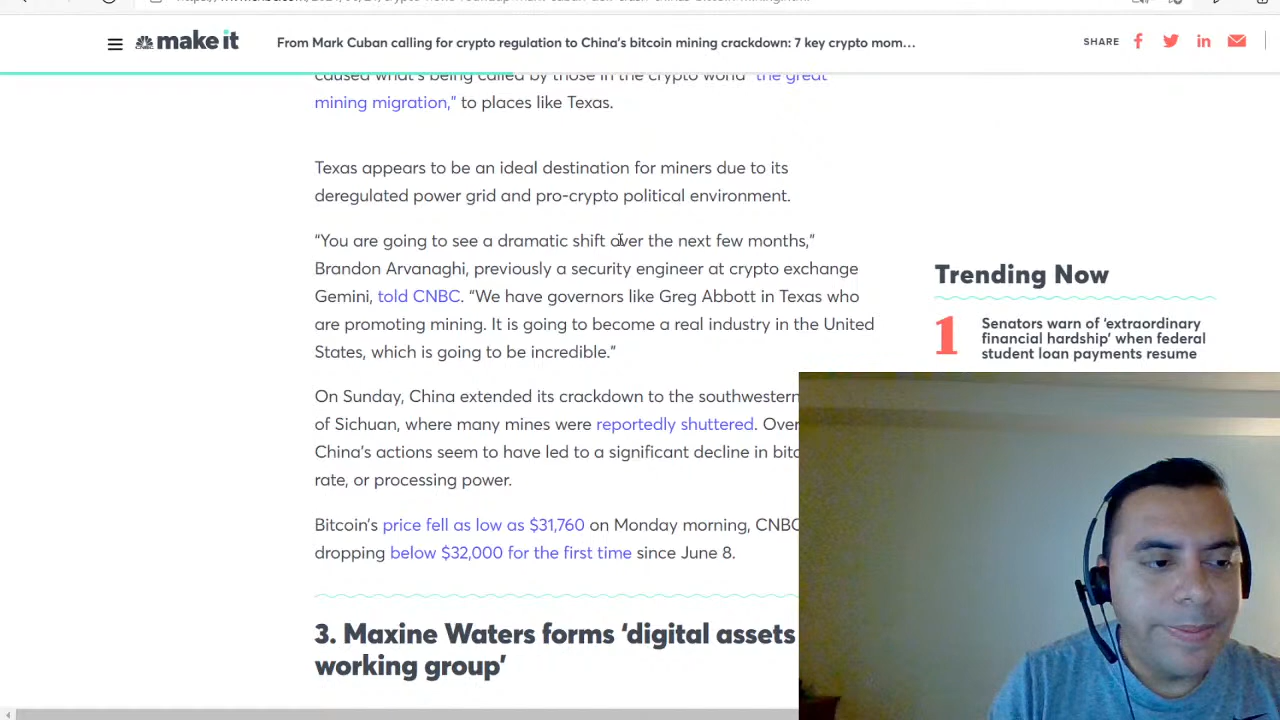 make it
From Mark Cuban calling for crypto regulation to China's bitcoin mining crackdown: 7 key crypto mom…
SHARE
caused what's being called by those in the crypto world "the great
mining migration," to places like Texas.
Texas appears to be an ideal destination for miners due to its
deregulated power grid and pro-crypto political environment.
“You are going to see a dramatic shift over the next few months,”
Brandon Arvanaghi, previously a security engineer at crypto exchange
Gemini, told CNBC. “We have governors like Greg Abbott in Texas who
are promoting mining. It is going to become a real industry in the United
States, which is going to be incredible.”
On Sunday, China extended its crackdown to the southwestern
of Sichuan, where many mines were reportedly shuttered. Over
China's actions seem to have led to a significant decline in bitc
rate, or processing power.
Bitcoin's price fell as low as $31,760 on Monday morning, CNBC
dropping below $32,000 for the first time since June 8.
3. Maxine Waters forms ‘digital assets
working group’
Trending Now
1
Senators warn of ‘extraordinary
financial hardship’ when federal
student loan payments resume